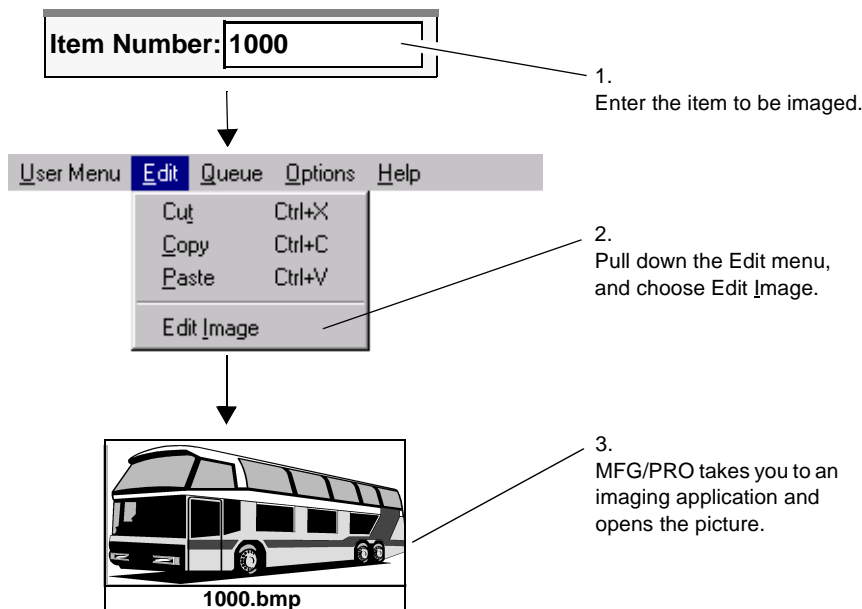 Item Number: 1000
1.
Enter the item to be imaged.
User Menu Edit Queue Options Help
Cut Ctrl+X
Copy Ctrl+C
Paste Ctrl+V
Edit Image
2.
Pull down the Edit menu,
and choose Edit Image.
3.
MFG/PRO takes you to an
imaging application and
opens the picture.
1000.bmp